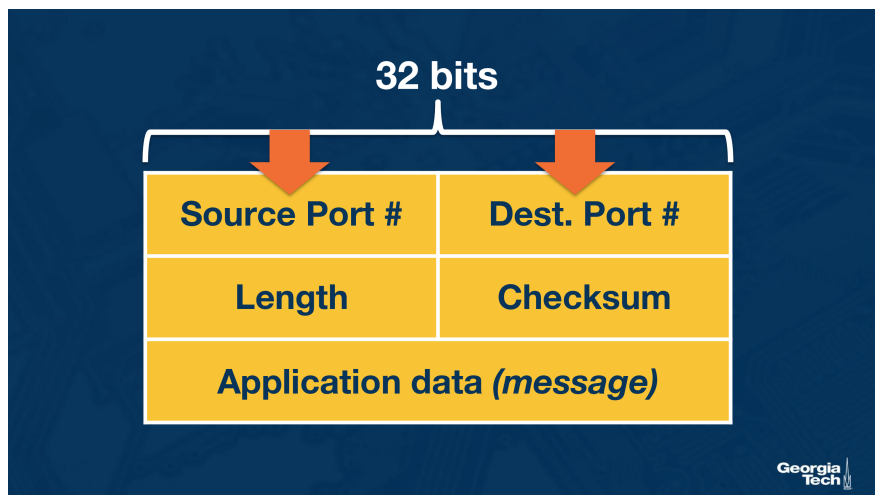 32 bits
Source Port # Dest. Port #
Length Checksum
Application data (message)
Georgia
Tech